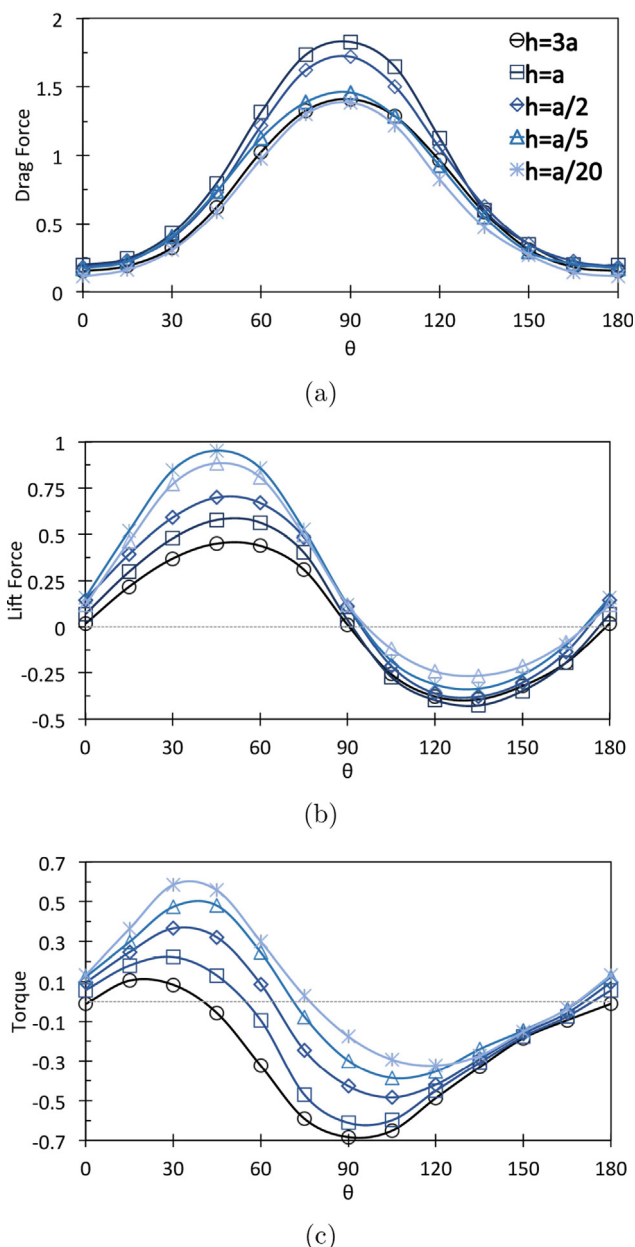 2
1.5
1
0.5
0
Drag Force
h=3a
h=a
h=a/2
h=a/5
h=a/20
0 30 60 90 120 150 180
θ
(a)
1
0.75
0.5
0.25
0
-0.25
-0.5
Lift Force
0 30 60 90 120 150 180
θ
(b)
0.7
0.5
0.3
0.1
-0.1
-0.3
-0.5
-0.7
Torque
0 30 60 90 120 150 180
θ
(c)